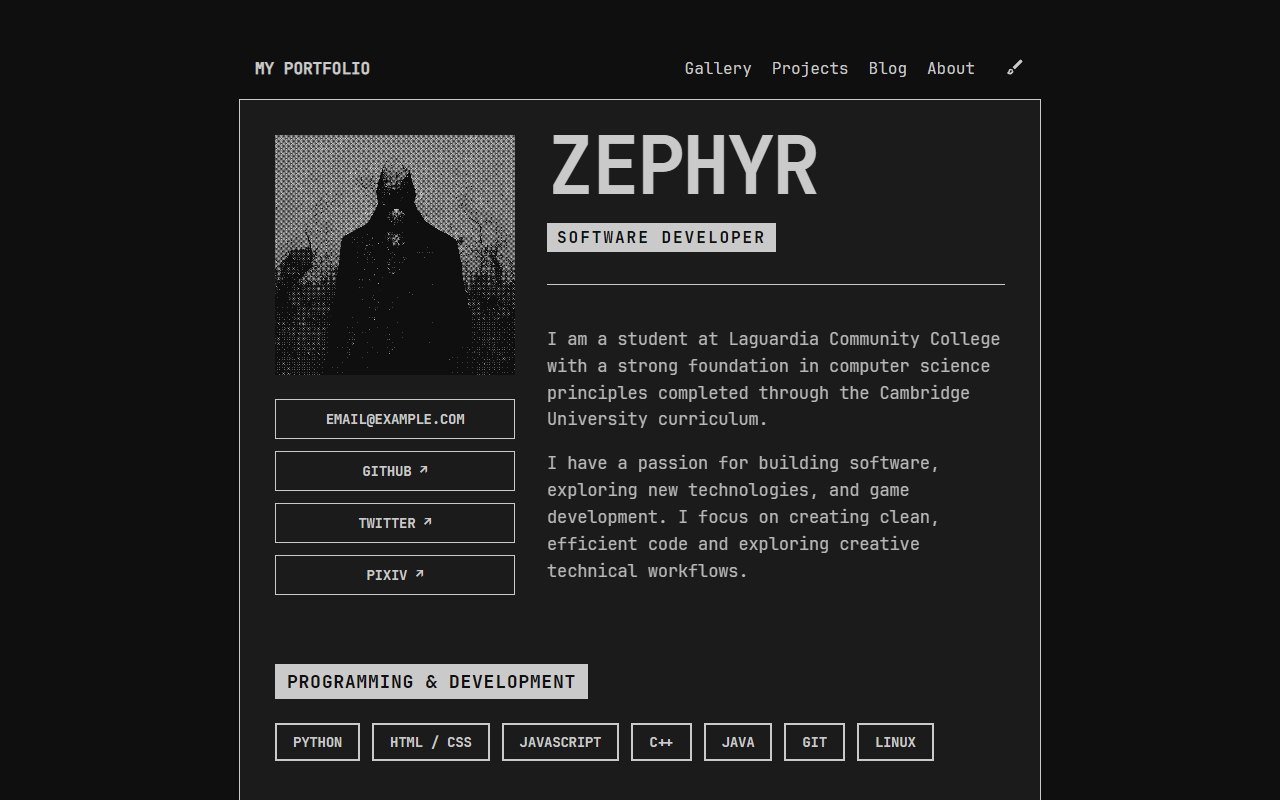 MY PORTFOLIO
Gallery Projects Blog About
ZEPHYR
SOFTWARE DEVELOPER
I am a student at Laguardia Community College
with a strong foundation in computer science
principles completed through the Cambridge
University curriculum.
I have a passion for building software,
exploring new technologies, and game
development. I focus on creating clean,
efficient code and exploring creative
technical workflows.
EMAIL@EXAMPLE.COM
GITHUB ↗
TWITTER ↗
PIXIV ↗
PROGRAMMING & DEVELOPMENT
PYTHON HTML / CSS JAVASCRIPT C++ JAVA GIT LINUX